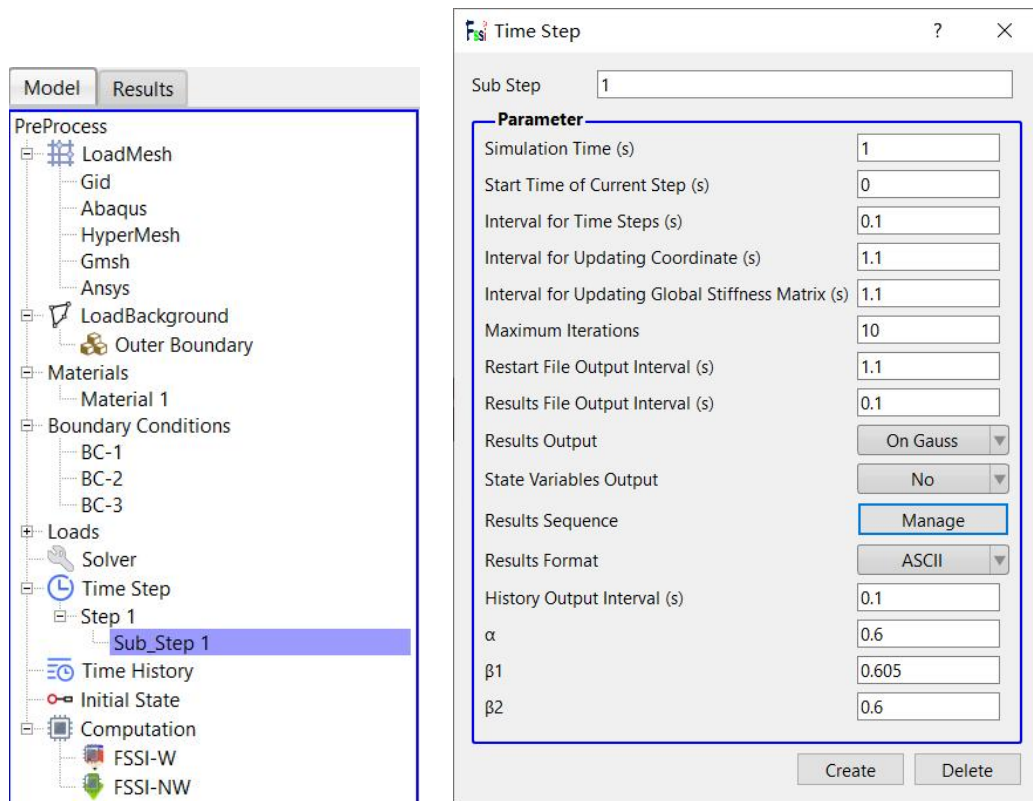 Model
Results
PreProcess
LoadMesh
Gid
Abaqus
HyperMesh
Gmsh
Ansys
LoadBackground
Outer Boundary
Materials
Material 1
Boundary Conditions
BC-1
BC-2
BC-3
Loads
Solver
Time Step
Step 1
Sub_Step 1
Time History
Initial State
Computation
FSSI-W
FSSI-NW
Fssi Time Step ? ×
Sub Step 1
Parameter
Simulation Time (s) 1
Start Time of Current Step (s) 0
Interval for Time Steps (s) 0.1
Interval for Updating Coordinate (s) 1.1
Interval for Updating Global Stiffness Matrix (s) 1.1
Maximum Iterations 10
Restart File Output Interval (s) 1.1
Results File Output Interval (s) 0.1
Results Output On Gauss
State Variables Output No
Results Sequence Manage
Results Format ASCII
History Output Interval (s) 0.1
α 0.6
β1 0.605
β2 0.6
Create Delete